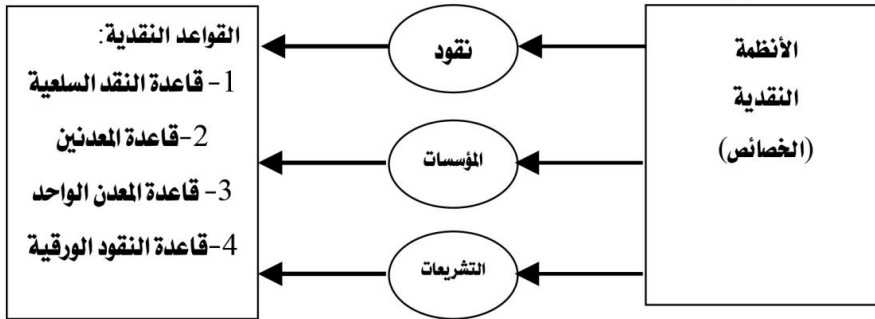 الأنظمة
النقدية
(الخصائص)
نقود
المؤسسات
التشريعات
القواعد النقدية:
1- قاعدة النقد السلعية
2-قاعدة المعدنين
3- قاعدة المعدن الواحد
4-قاعدة النقود الورقية